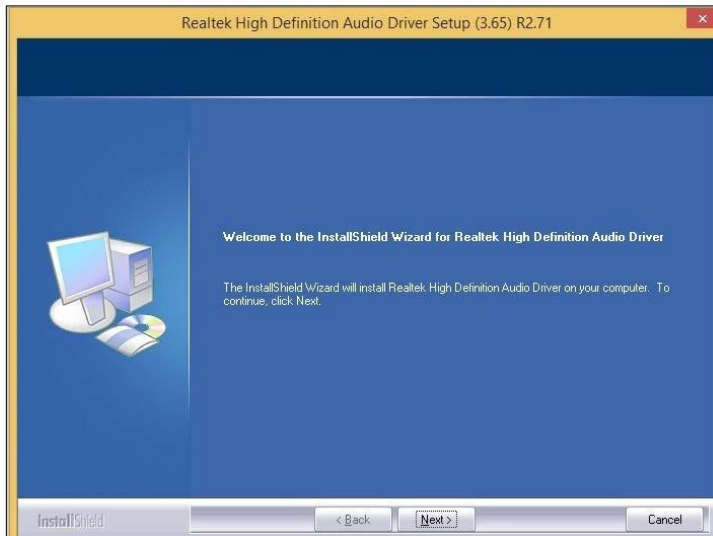 Realtek High Definition Audio Driver Setup (3.65) R2.71
Welcome to the InstallShield Wizard for Realtek High Definition Audio Driver
The InstallShield Wizard will install Realtek High Definition Audio Driver on your computer. To
continue, click Next.
InstallShield
< Back
Next >
Cancel